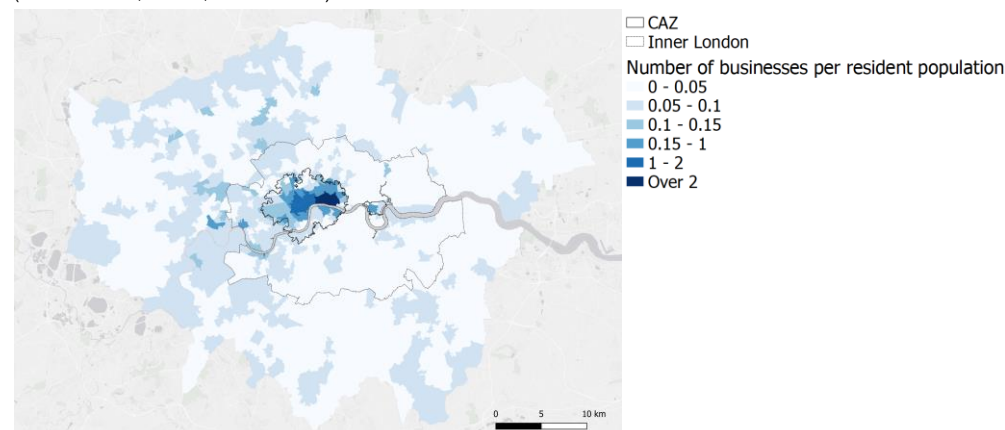 CAZ
Inner London
Number of businesses per resident population
0 - 0.05
0.05 - 0.1
0.1 - 0.15
0.15 - 1
1 - 2
Over 2
0 5 10 km